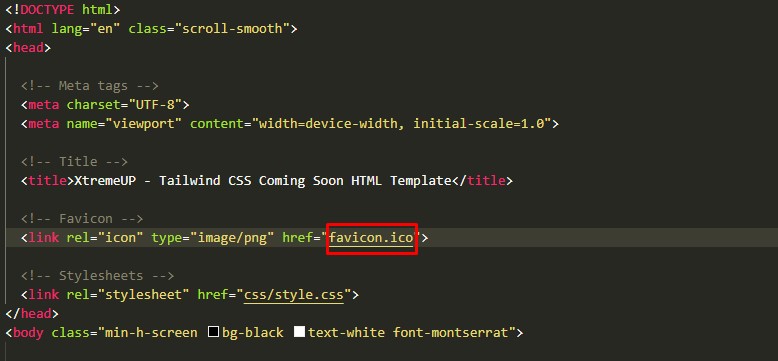 <!DOCTYPE html>
<html lang="en" class="scroll-smooth">
<head>
<!-- Meta tags -->
<meta charset="UTF-8">
<meta name="viewport" content="width=device-width, initial-scale=1.0">
<!-- Title -->
<title>XtremeUP - Tailwind CSS Coming Soon HTML Template</title>
<!-- Favicon -->
<link rel="icon" type="image/png" href="favicon.ico">
<!-- Stylesheets -->
<link rel="stylesheet" href="css/style.css">
</head>
<body class="min-h-screen bg-black text-white font-montserrat">